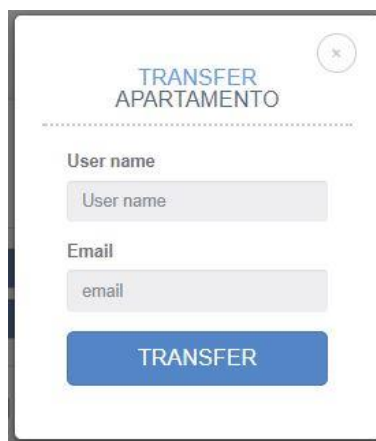 ×
TRANSFER
APARTAMENTO
User name
User name
Email
email
TRANSFER